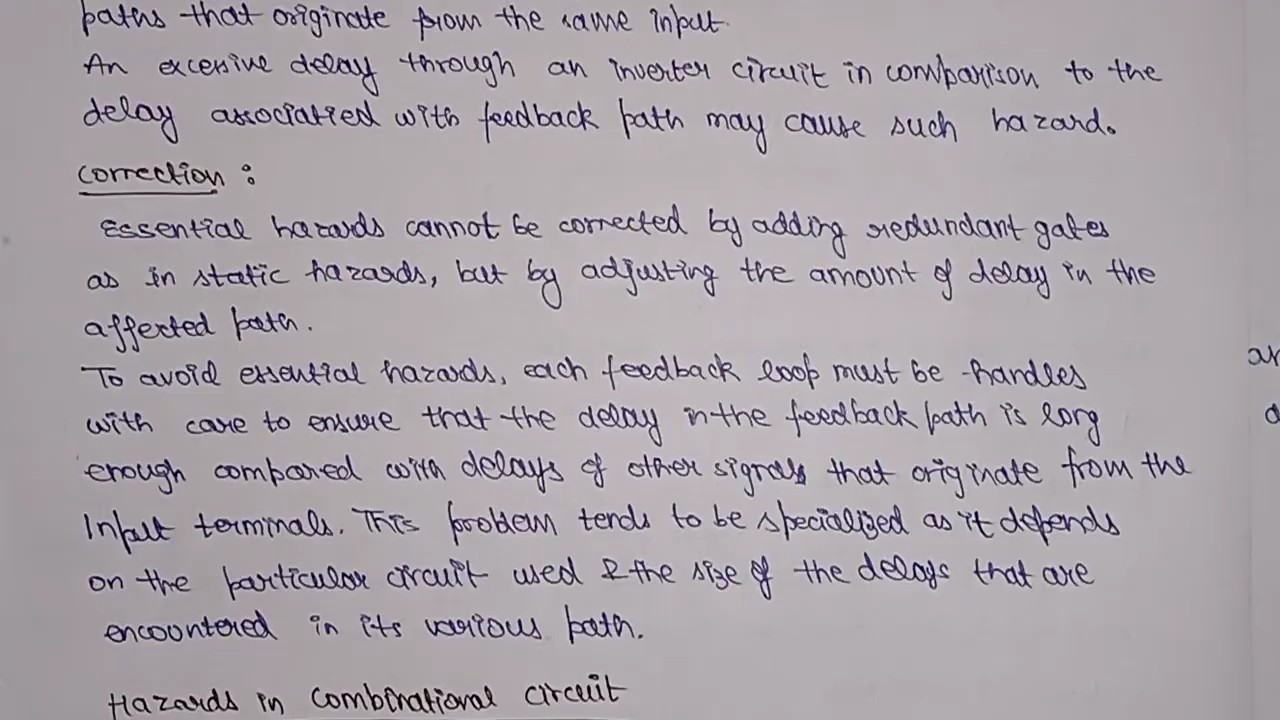 paths that originate from the same input.
An excessive delay through an inverter circuit in comparison to the
delay associatied with feedback path may cause such hazard.
Correction :
Essential hazards cannot be corrected by adding redundant gates
as in static hazards, but by adjusting the amount of delay in the
affected path.
To avoid essential hazards, each feedback loop must be handles
with care to ensure that the delay in the feedback path is long
enough compared with delays of other signals that originate from the
Input terminals. This problem tends to be specialized as it depends
on the particular circuit used & the size of the delays that are
encountered in its various path.
Hazards in Combinational Circuit